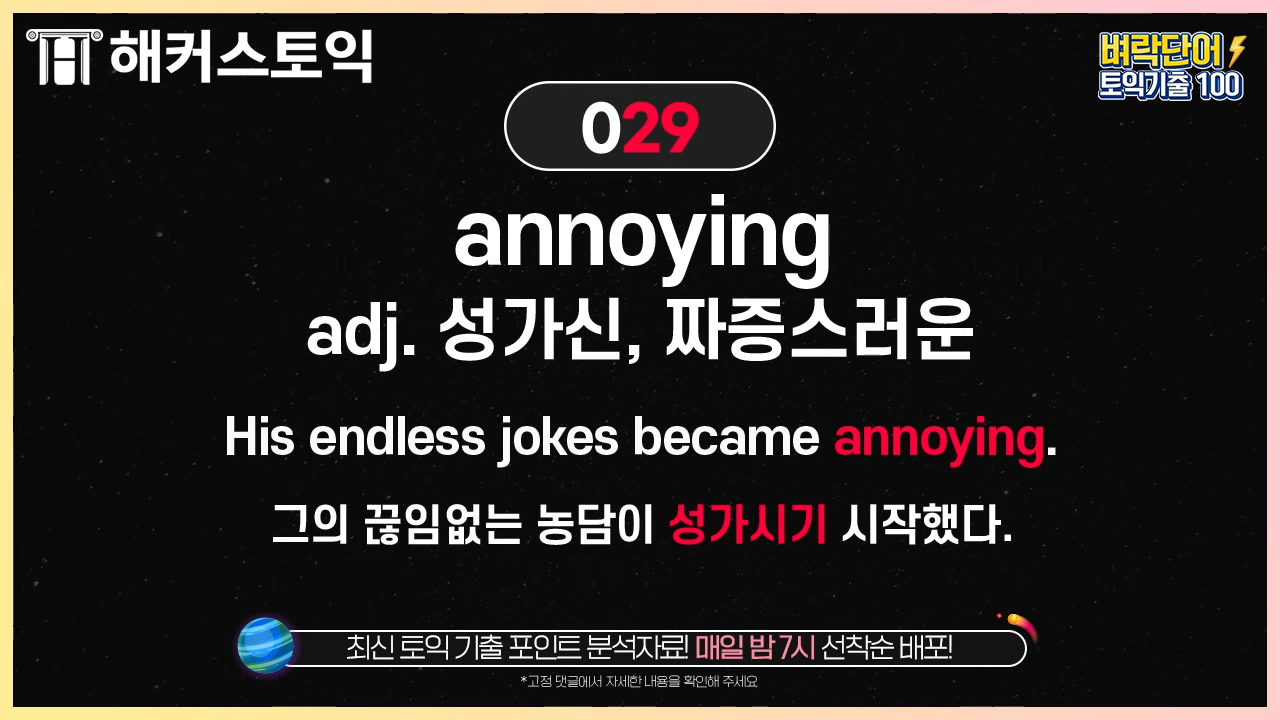 해커스토익
벼락단어
토익기출 100
029
annoying
adj. 성가신, 짜증스러운
His endless jokes became annoying.
그의 끊임없는 농담이 성가시기 시작했다.
최신 토익 기출 포인트 분석자료! 매일 밤 7시 선착순 배포!
*고정 댓글에서 자세한 내용을 확인해 주세요